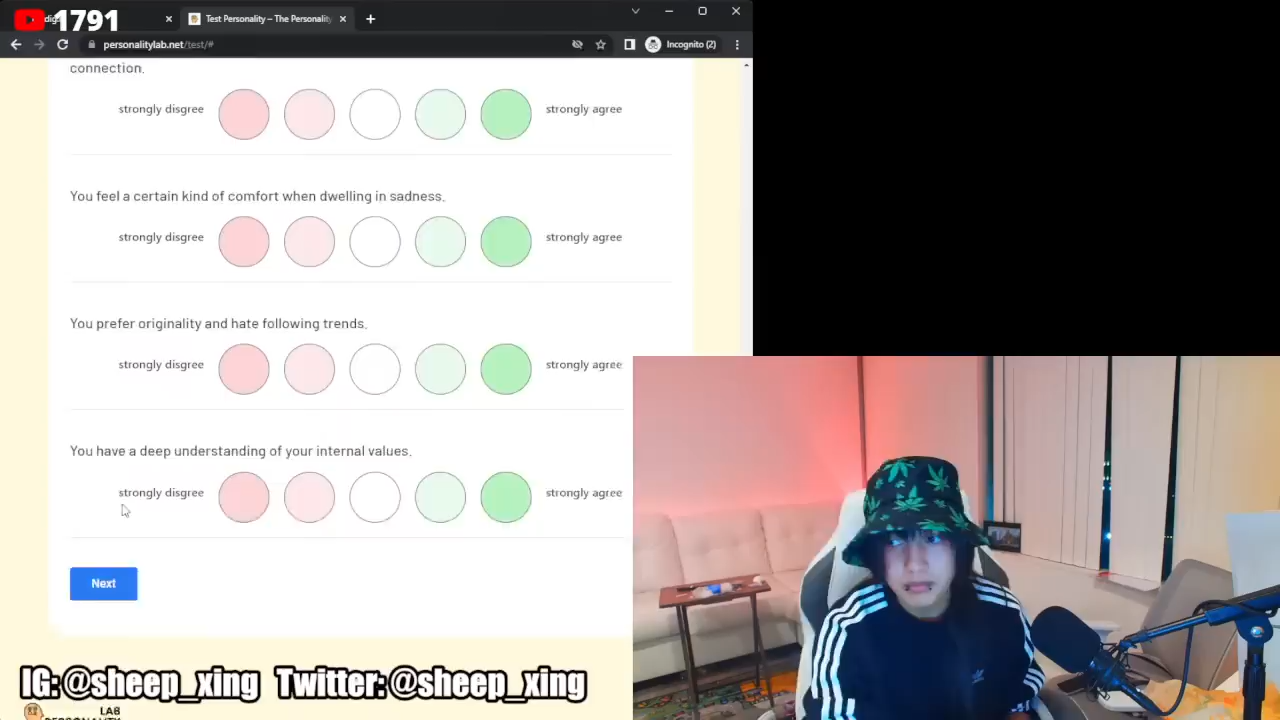 1791
Test Personality – The Personality
personalitylab.net/test/#
Incognito (2)
connection.
strongly disgree
strongly agree
You feel a certain kind of comfort when dwelling in sadness.
strongly disgree
strongly agree
You prefer originality and hate following trends.
strongly disgree
strongly agree
You have a deep understanding of your internal values.
strongly disgree
strongly agree
Next
IG: @sheep_xing Twitter: @sheep_xing
LAB
PERSONALITY